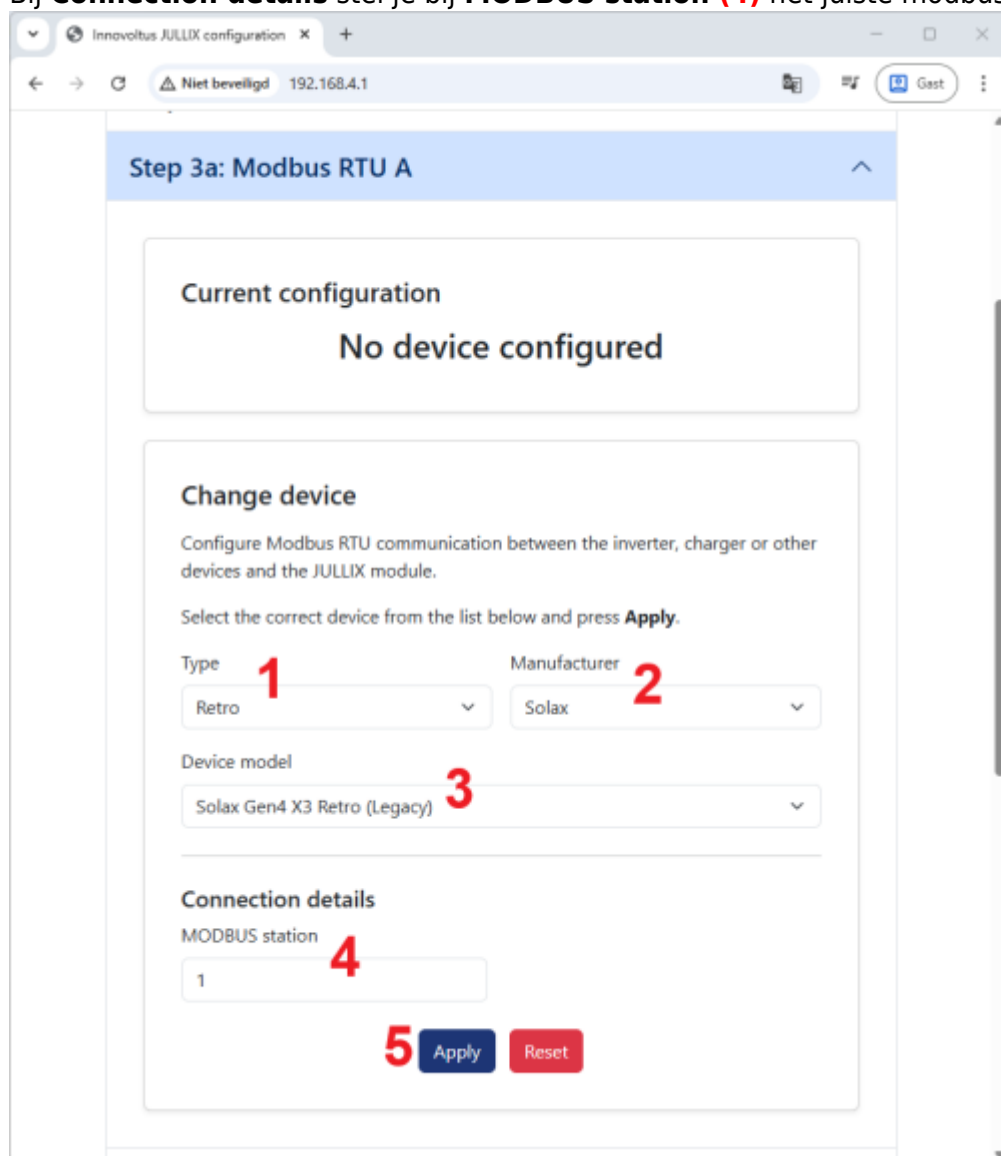 Bij Connection details stel je bij MODBUS station (4) het juiste modbus
Innovoltus JULLIX configuration
Niet beveiligd 192.168.4.1 Gast
Step 3a: Modbus RTU A
Current configuration
No device configured
Change device
Configure Modbus RTU communication between the inverter, charger or other
devices and the JULLIX module.
Select the correct device from the list below and press Apply.
Type 1 Manufacturer 2
Retro Solax
Device model
3
Solax Gen4 X3 Retro (Legacy)
Connection details
MODBUS station
4
1
5 Apply Reset